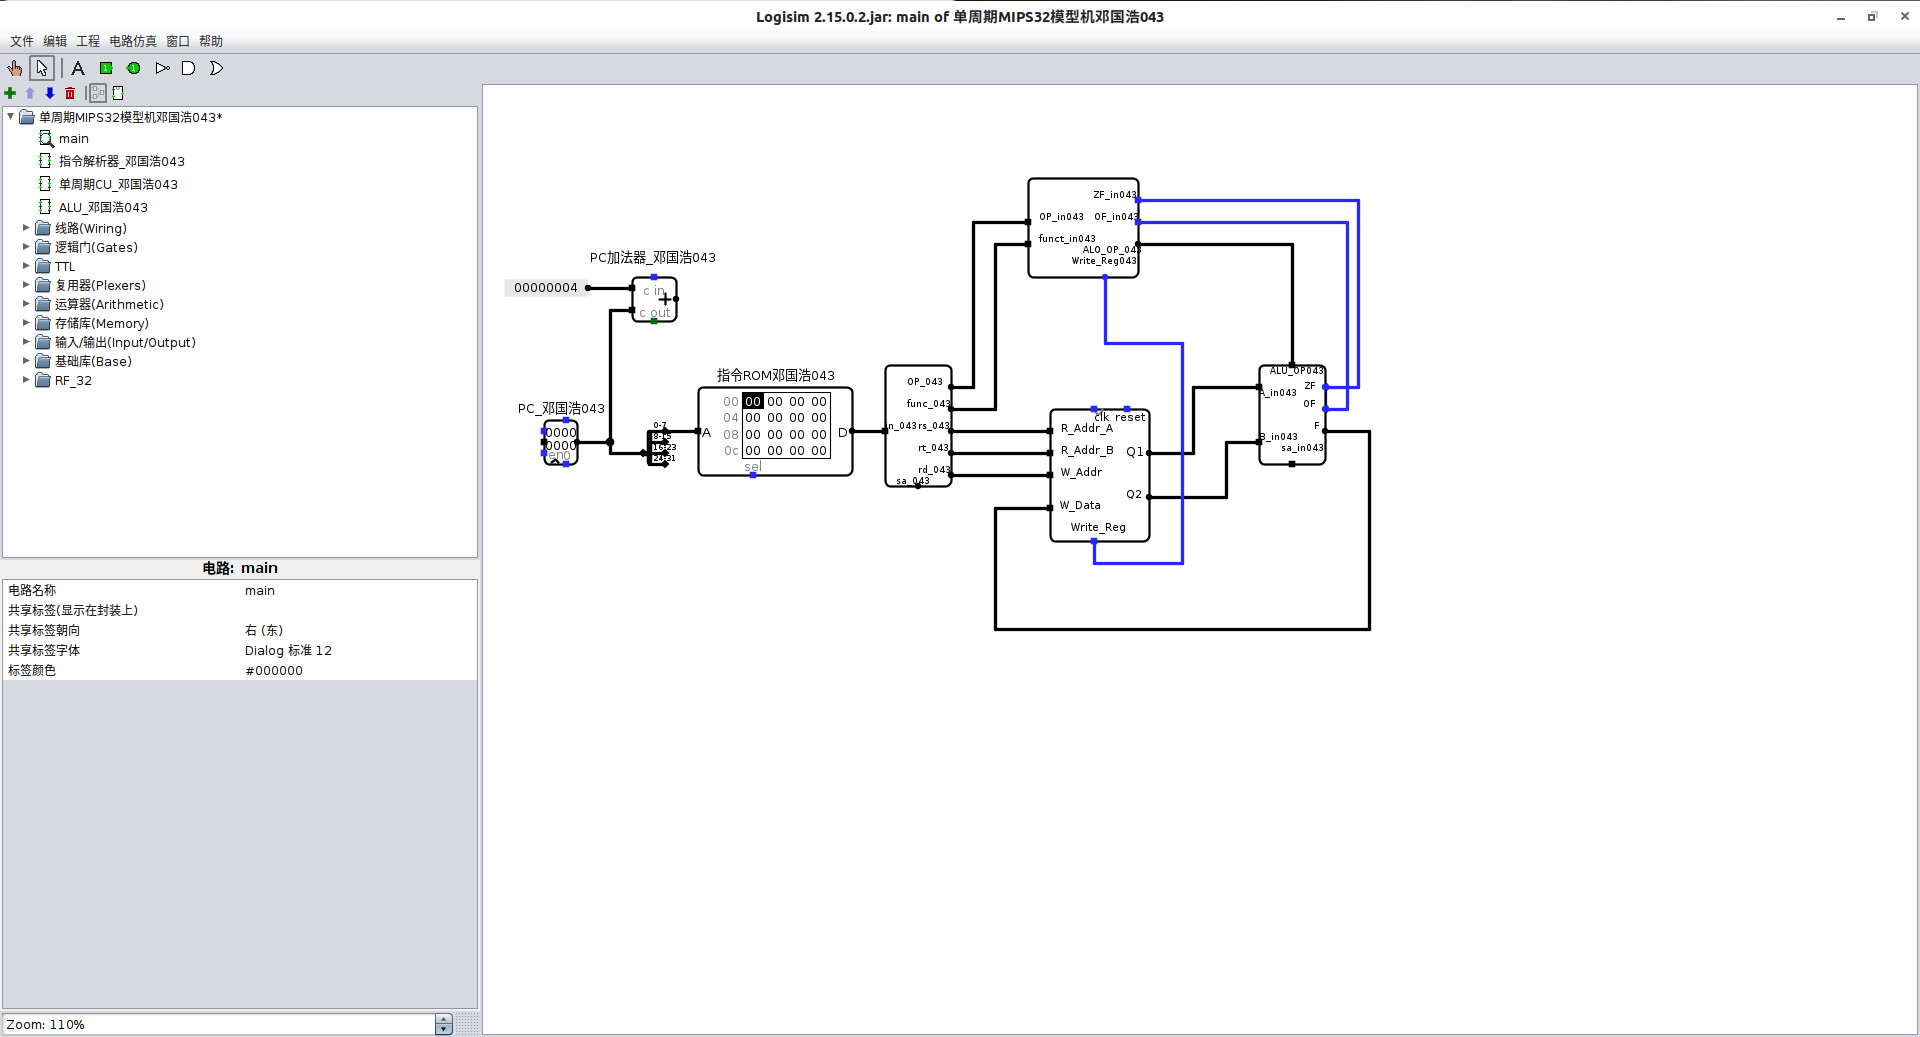 Logisim 2.15.0.2.jar: main of 单周期MIPS32模型机邓国浩043
文件 编辑 工程 电路仿真 窗口 帮助
单周期MIPS32模型机邓国浩043*
main
指令解析器_邓国浩043
单周期CU_邓国浩043
ALU_邓国浩043
线路(Wiring)
逻辑门(Gates)
TTL
复用器(Plexers)
运算器(Arithmetic)
存储库(Memory)
输入/输出(Input/Output)
基础库(Base)
RF_32
电路: main
电路名称 main
共享标签(显示在封装上)
共享标签朝向 右 (东)
共享标签字体 Dialog 标准 12
标签颜色 #000000
Zoom: 110%
PC加法器_邓国浩043
00000004
c in
+
c out
PC_邓国浩043
0000
0000
en0
0-7
8-15
16-23
24-31
指令ROM邓国浩043
00 00 00 00 00
04 00 00 00 00
08 00 00 00 00
0c 00 00 00 00
A
D
sel
OP_043
func_043
n_043 rs_043
rt_043
rd_043
sa_043
ZF_in043
OP_in043 OF_in043
funct_in043
ALO_OP_043
Write_Reg043
clk reset
R_Addr_A
R_Addr_B Q1
W_Addr
Q2
W_Data
Write_Reg
ALU_OP043
ZF
A_in043
OF
F
B_in043
sa_in043